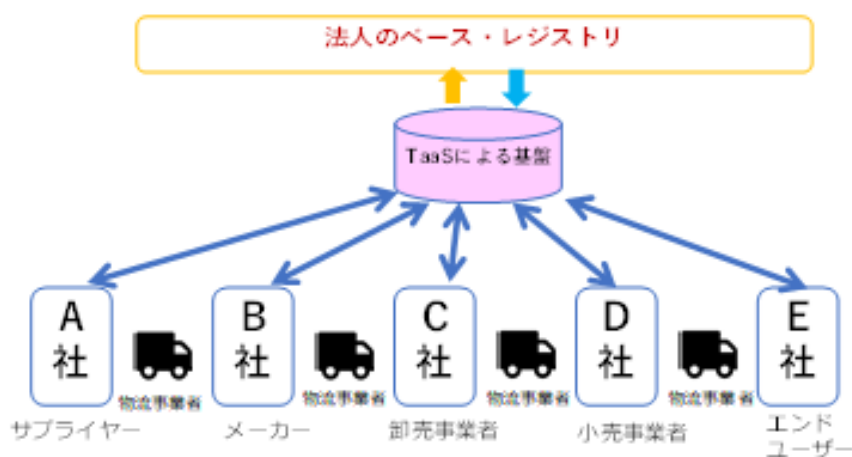 法人のベース・レジストリ
TaaSによる基盤
A
社
B
社
C
社
D
社
E
社
物流事業者
物流事業者
物流事業者
物流事業者
サプライヤー
メーカー
卸売事業者
小売事業者
エンド
ユーザー